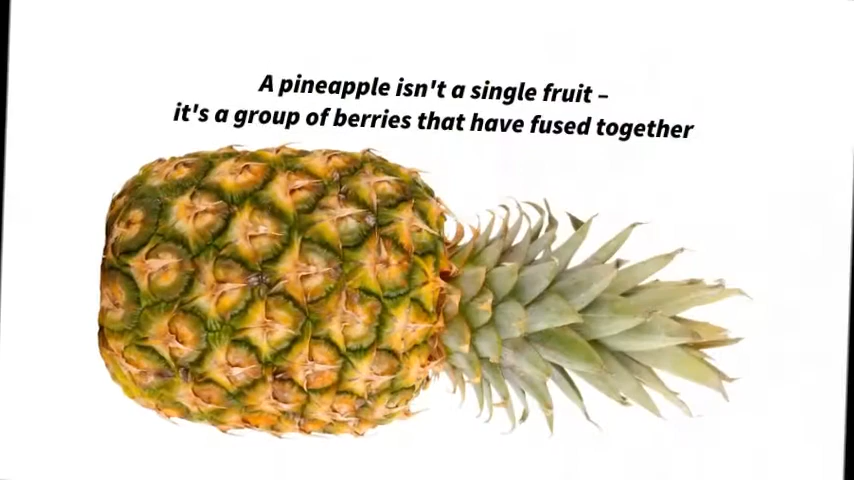 A pineapple isn't a single fruit –
it's a group of berries that have fused together